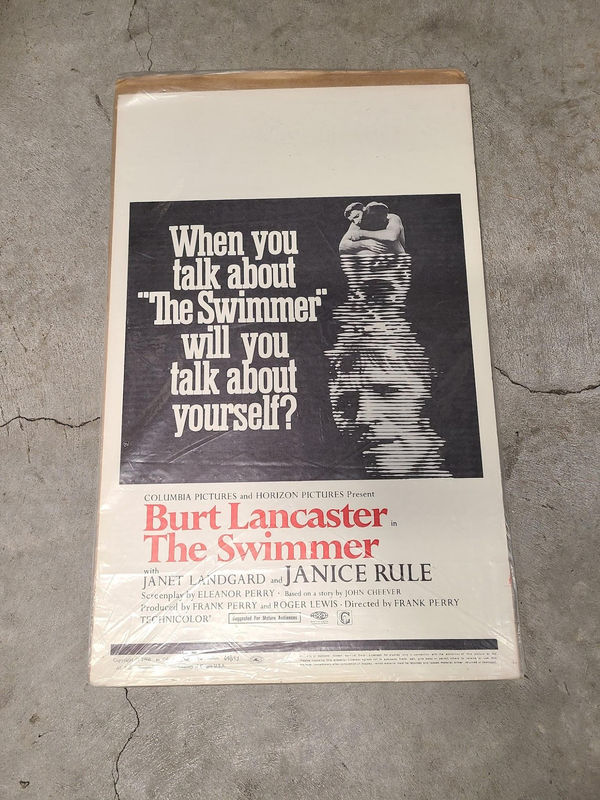 When you
talk about
"The Swimmer"
will you
talk about
yourself?
COLUMBIA PICTURES and HORIZON PICTURES Present
Burt Lancaster in
The Swimmer
with
JANET LANDGARD and JANICE RULE
Screenplay by ELEANOR PERRY · Based on a story by JOHN CHEEVER
Produced by FRANK PERRY and ROGER LEWIS · Directed by FRANK PERRY
TECHNICOLOR®
Suggested For Mature Audiences
Copyright